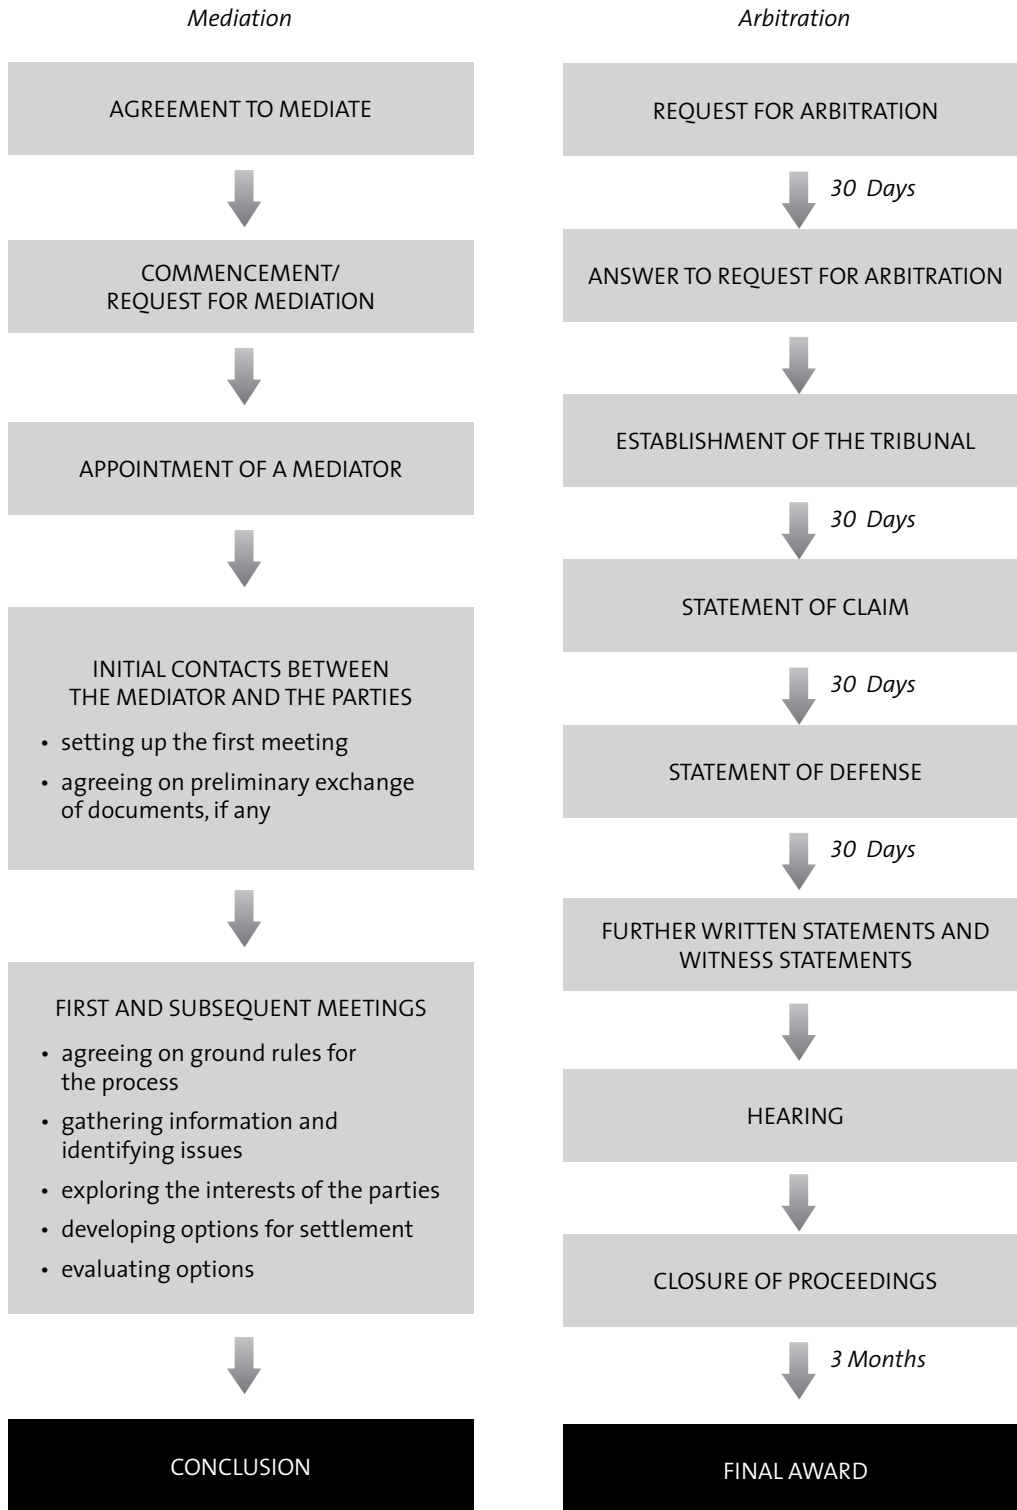 Mediation
AGREEMENT TO MEDIATE
COMMENCEMENT/
REQUEST FOR MEDIATION
APPOINTMENT OF A MEDIATOR
INITIAL CONTACTS BETWEEN
THE MEDIATOR AND THE PARTIES
• setting up the first meeting
• agreeing on preliminary exchange
of documents, if any
FIRST AND SUBSEQUENT MEETINGS
• agreeing on ground rules for
the process
• gathering information and
identifying issues
• exploring the interests of the parties
• developing options for settlement
• evaluating options
CONCLUSION
Arbitration
REQUEST FOR ARBITRATION
30 Days
ANSWER TO REQUEST FOR ARBITRATION
ESTABLISHMENT OF THE TRIBUNAL
30 Days
STATEMENT OF CLAIM
30 Days
STATEMENT OF DEFENSE
30 Days
FURTHER WRITTEN STATEMENTS AND
WITNESS STATEMENTS
HEARING
CLOSURE OF PROCEEDINGS
3 Months
FINAL AWARD